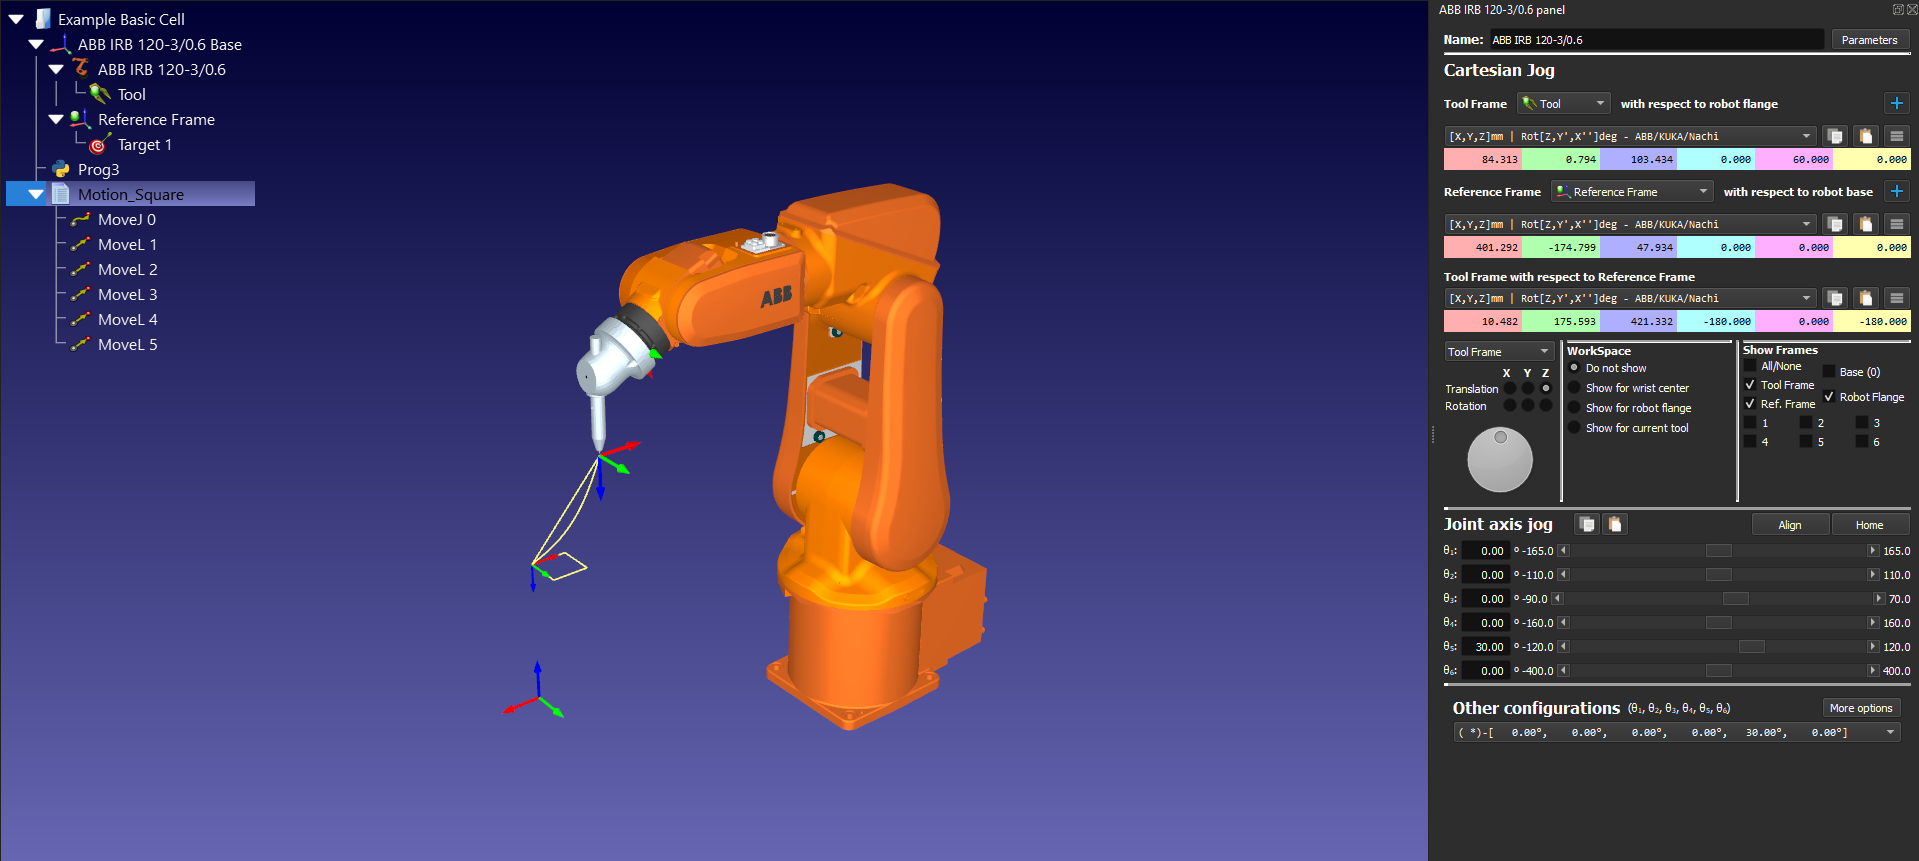 Example Basic Cell
ABB IRB 120-3/0.6 Base
ABB IRB 120-3/0.6
Tool
Reference Frame
Target 1
Prog3
Motion_Square
MoveJ 0
MoveL 1
MoveL 2
MoveL 3
MoveL 4
MoveL 5
ABB
ABB IRB 120-3/0.6 panel
Name: ABB IRB 120-3/0.6 Parameters
Cartesian Jog
Tool Frame Tool with respect to robot flange
[X,Y,Z]mm | Rot[Z,Y',X'']deg - ABB/KUKA/Nachi
84.313 0.794 103.434 0.000 60.000 0.000
Reference Frame Reference Frame with respect to robot base
[X,Y,Z]mm | Rot[Z,Y',X'']deg - ABB/KUKA/Nachi
401.292 -174.799 47.934 0.000 0.000 0.000
Tool Frame with respect to Reference Frame
[X,Y,Z]mm | Rot[Z,Y',X'']deg - ABB/KUKA/Nachi
10.482 175.593 421.332 -180.000 0.000 -180.000
Tool Frame
X Y Z
Translation
Rotation
WorkSpace
Do not show
Show for wrist center
Show for robot flange
Show for current tool
Show Frames
All/None Base (0)
Tool Frame
Robot Flange
Ref. Frame
1 2 3
4 5 6
Joint axis jog Align Home
θ₁: 0.00 º -165.0 165.0
θ₂: 0.00 º -110.0 110.0
θ₃: 0.00 º -90.0 70.0
θ₄: 0.00 º -160.0 160.0
θ₅: 30.00 º -120.0 120.0
θ₆: 0.00 º -400.0 400.0
Other configurations (θ₁, θ₂, θ₃, θ₄, θ₅, θ₆) More options
( *)-[ 0.00°, 0.00°, 0.00°, 0.00°, 30.00°, 0.00°]